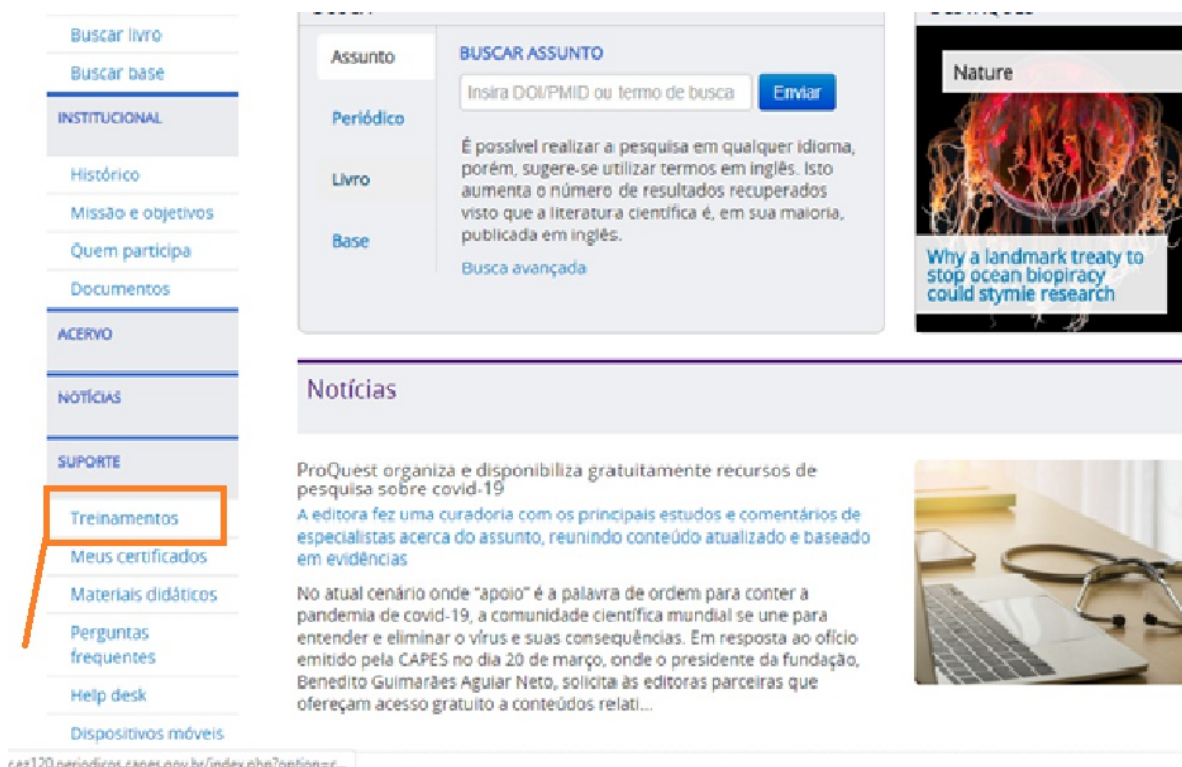 Buscar livro
Buscar base
INSTITUCIONAL
Histórico
Missão e objetivos
Quem participa
Documentos
ACERVO
NOTÍCIAS
SUPORTE
Treinamentos
Meus certificados
Materiais didáticos
Perguntas
frequentes
Help desk
Dispositivos móveis
Assunto
Periódico
Livro
Base
BUSCAR ASSUNTO
Insira DOI/PMID ou termo de busca
Enviar
É possível realizar a pesquisa em qualquer idioma,
porém, sugere-se utilizar termos em inglês. Isto
aumenta o número de resultados recuperados
visto que a literatura científica é, em sua maioria,
publicada em inglês.
Busca avançada
Nature
Why a landmark treaty to
stop ocean biopiracy
could stymie research
Notícias
ProQuest organiza e disponibiliza gratuitamente recursos de
pesquisa sobre covid-19
A editora fez uma curadoria com os principais estudos e comentários de
especialistas acerca do assunto, reunindo conteúdo atualizado e baseado
em evidências
No atual cenário onde "apoio" é a palavra de ordem para conter a
pandemia de covid-19, a comunidade científica mundial se une para
entender e eliminar o vírus e suas consequências. Em resposta ao ofício
emitido pela CAPES no dia 20 de março, onde o presidente da fundação,
Benedito Guimarães Aguiar Neto, solicita às editoras parceiras que
ofereçam acesso gratuito a conteúdos relati...